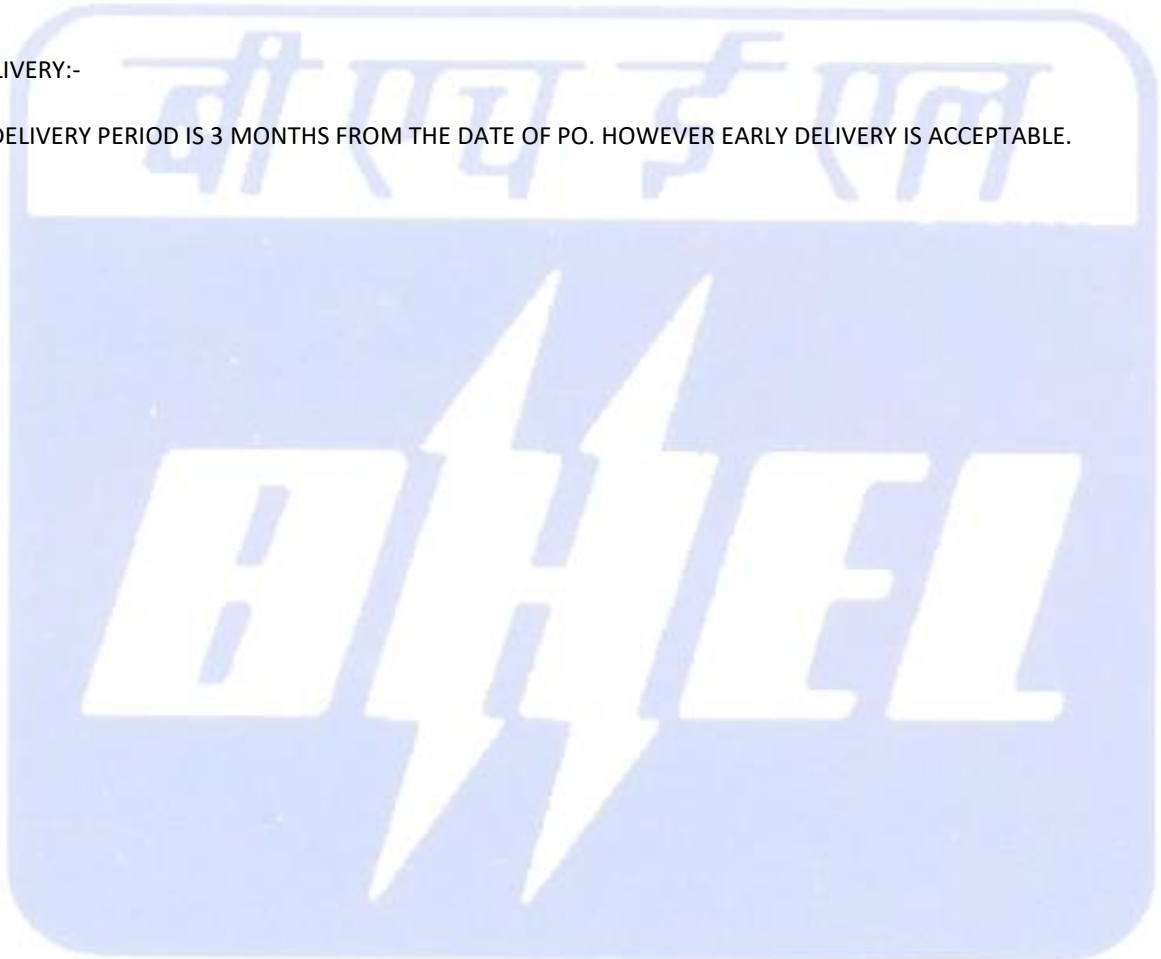 बी एच ई एल
LIVERY:-
DELIVERY PERIOD IS 3 MONTHS FROM THE DATE OF PO. HOWEVER EARLY DELIVERY IS ACCEPTABLE.
BHEL